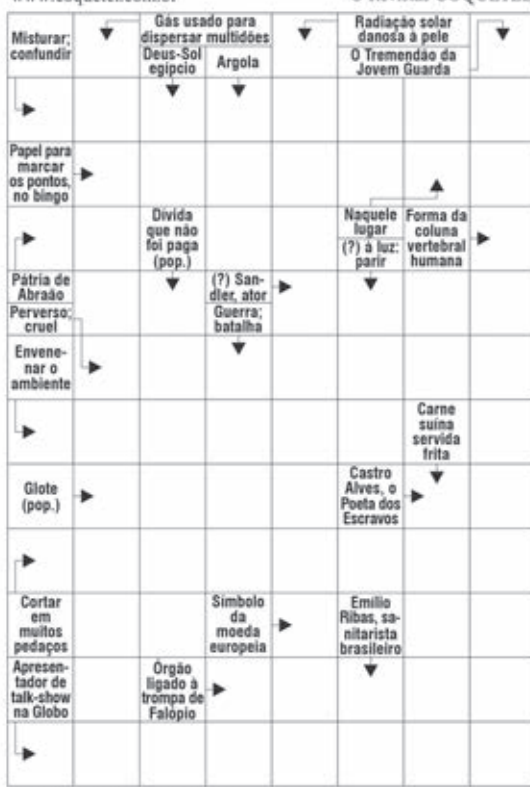 Misturar;
confundir
Gás usado para
dispersar multidões
Deus-Sol
egípcio
Argola
Radiação solar
danosa à pele
O Tremendão da
Jovem Guarda
Papel para
marcar
os pontos,
no bingo
Dívida
que não
foi paga
(pop.)
Naquele
lugar
(?) à luz:
parir
Forma da
coluna
vertebral
humana
Pátria de
Abraão
Perverso;
cruel
(?) San-
dler, ator
Guerra;
batalha
Envene-
nar o
ambiente
Carne
suína
servida
frita
Glote
(pop.)
Castro
Alves, o
Poeta dos
Escravos
Cortar
em
muitos
pedaços
Símbolo
da
moeda
europeia
Emílio
Ribas, sa-
nitarista
brasileiro
Apresen-
tador de
talk-show
na Globo
Órgão
ligado à
trompa de
Falópio